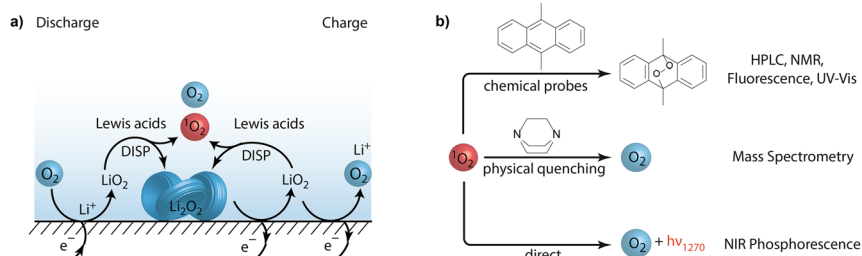 a) Discharge
Charge
O₂
¹O₂
Lewis acids
Lewis acids
DISP
DISP
O₂
LiO₂
Li₂O₂
LiO₂
Li⁺
O₂
Li⁺
e⁻
e⁻
e⁻
b)
chemical probes
O
O
HPLC, NMR,
Fluorescence, UV-Vis
¹O₂
N
N
physical quenching
O₂
Mass Spectrometry
direct
O₂ + hν₁₂₇₀
NIR Phosphorescence